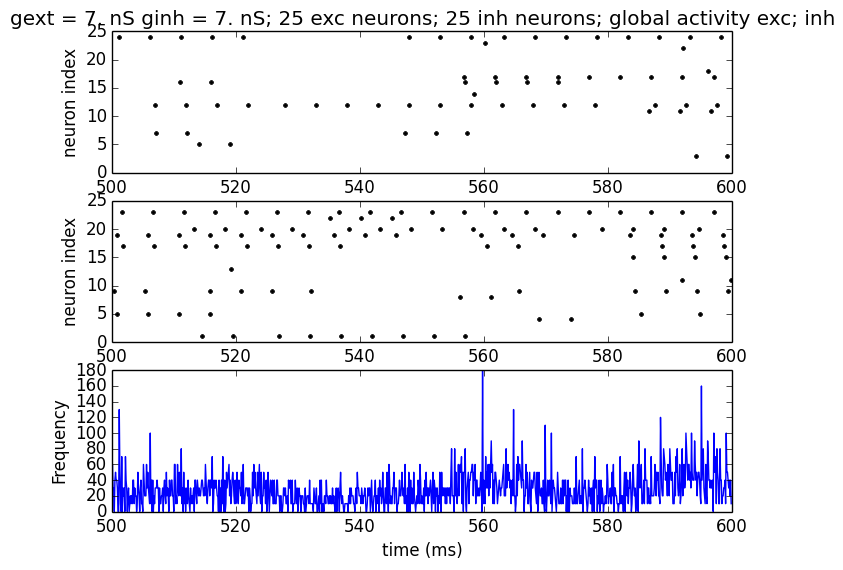 gext = 7. nS ginh = 7. nS; 25 exc neurons; 25 inh neurons; global activity exc; inh
25
20
15
10
5
0
neuron index
500 520 540 560 580 600
25
20
15
10
5
0
neuron index
500 520 540 560 580 600
180
160
140
120
100
80
60
40
20
0
Frequency
500 520 540 560 580 600
time (ms)